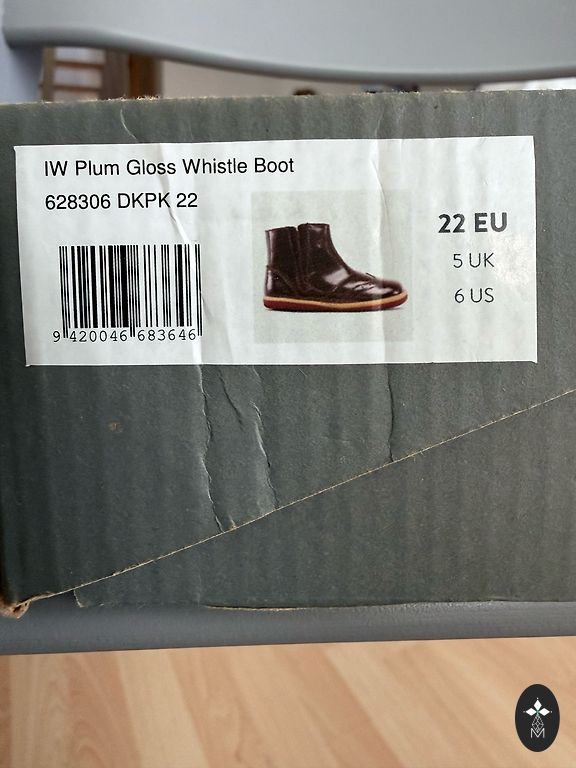 IW Plum Gloss Whistle Boot
628306 DKPK 22
22 EU
5 UK
6 US
9 420046 683646
M